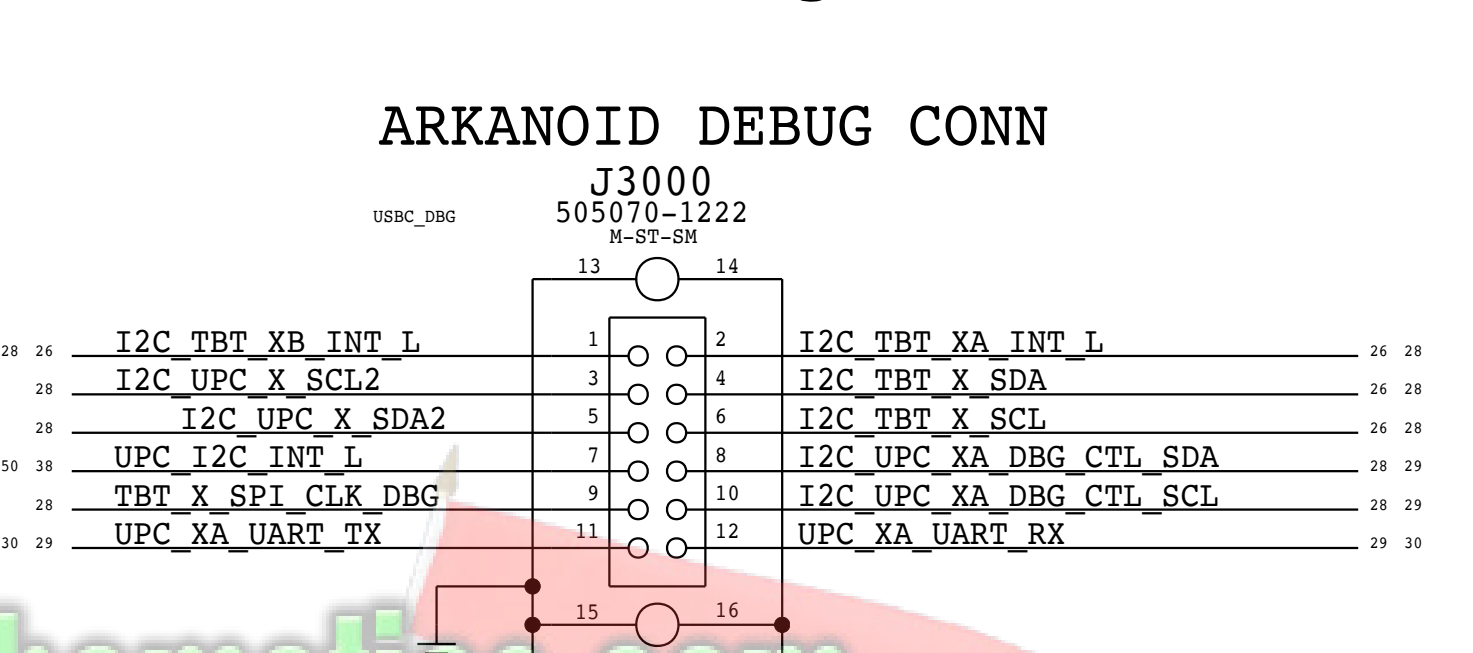 ARKANOID DEBUG CONN
J3000
USBC_DBG 505070-1222
M-ST-SM
13 14
28 26 I2C_TBT_XB_INT_L 1 2 I2C_TBT_XA_INT_L 26 28
28 I2C_UPC_X_SCL2 3 4 I2C_TBT_X_SDA 26 28
28 I2C_UPC_X_SDA2 5 6 I2C_TBT_X_SCL 26 28
50 38 UPC_I2C_INT_L 7 8 I2C_UPC_XA_DBG_CTL_SDA 28 29
28 TBT_X_SPI_CLK_DBG 9 10 I2C_UPC_XA_DBG_CTL_SCL 28 29
30 29 UPC_XA_UART_TX 11 12 UPC_XA_UART_RX 29 30
15 16